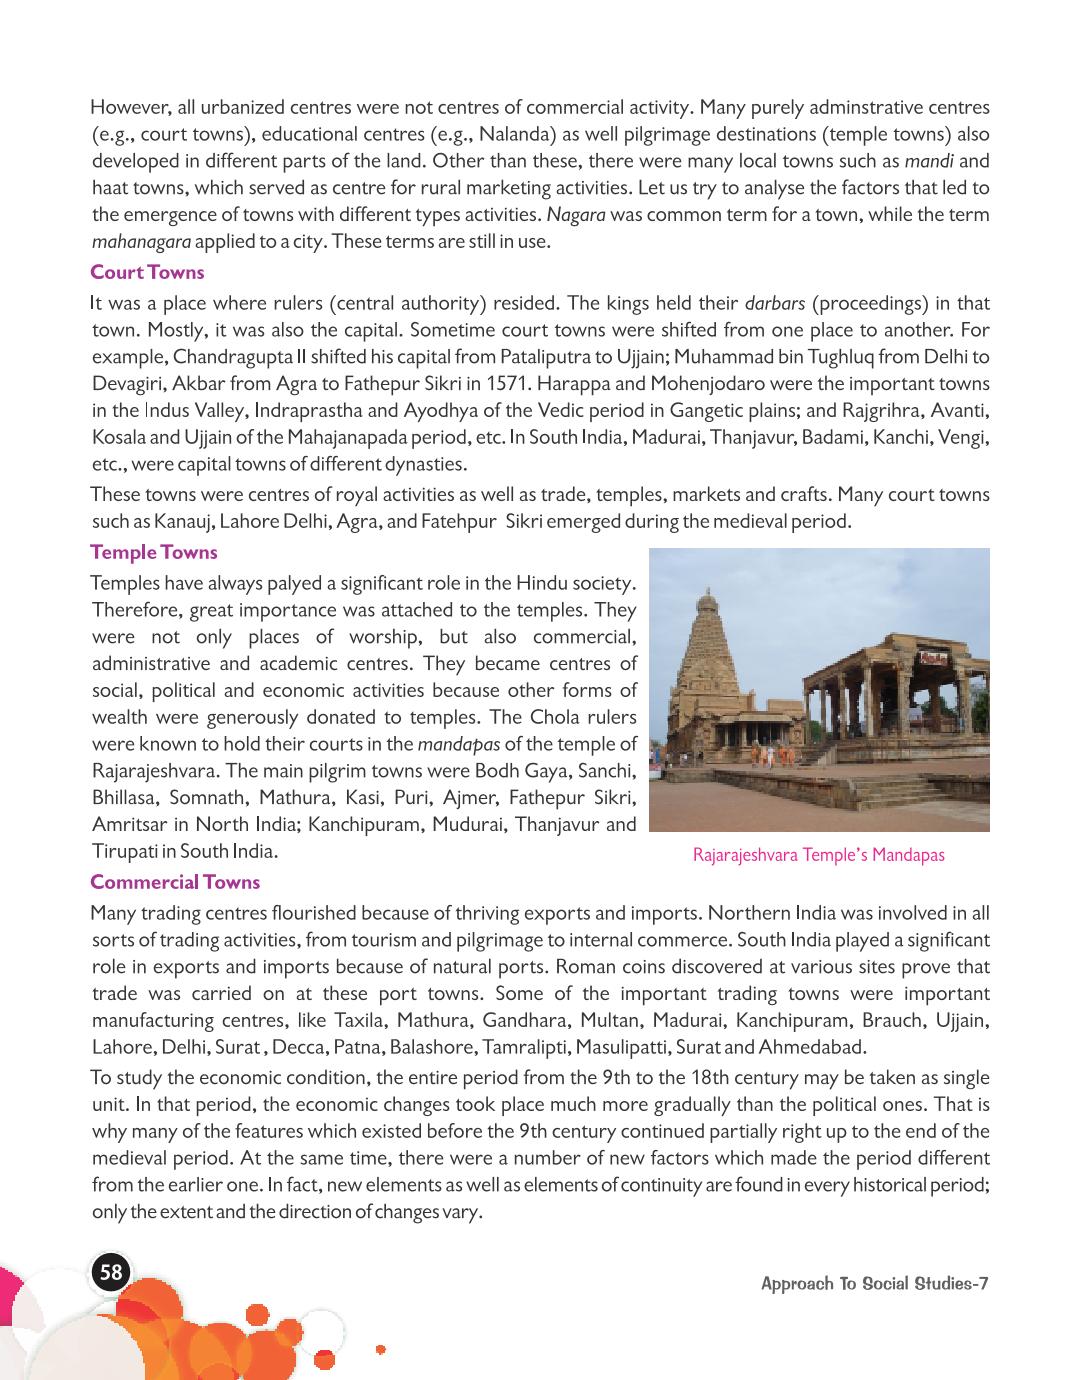 However, all urbanized centres were not centres of commercial activity. Many purely adminstrative centres
(e.g., court towns), educational centres (e.g., Nalanda) as well pilgrimage destinations (temple towns) also
developed in different parts of the land. Other than these, there were many local towns such as mandi and
haat towns, which served as centre for rural marketing activities. Let us try to analyse the factors that led to
the emergence of towns with different types activities. Nagara was common term for a town, while the term
mahanagara applied to a city. These terms are still in use.
Court Towns
It was a place where rulers (central authority) resided. The kings held their darbars (proceedings) in that
town. Mostly, it was also the capital. Sometime court towns were shifted from one place to another. For
example, Chandragupta II shifted his capital from Pataliputra to Ujjain; Muhammad bin Tughluq from Delhi to
Devagiri, Akbar from Agra to Fathepur Sikri in 1571. Harappa and Mohenjodaro were the important towns
in the Indus Valley, Indraprastha and Ayodhya of the Vedic period in Gangetic plains; and Rajgrihra, Avanti,
Kosala and Ujjain of the Mahajanapada period, etc. In South India, Madurai, Thanjavur, Badami, Kanchi, Vengi,
etc., were capital towns of different dynasties.
These towns were centres of royal activities as well as trade, temples, markets and crafts. Many court towns
such as Kanauj, Lahore Delhi, Agra, and Fatehpur Sikri emerged during the medieval period.
Temple Towns
Temples have always palyed a significant role in the Hindu society.
Therefore, great importance was attached to the temples. They
were not only places of worship, but also commercial,
administrative and academic centres. They became centres of
social, political and economic activities because other forms of
wealth were generously donated to temples. The Chola rulers
were known to hold their courts in the mandapas of the temple of
Rajarajeshvara. The main pilgrim towns were Bodh Gaya, Sanchi,
Bhillasa, Somnath, Mathura, Kasi, Puri, Ajmer, Fathepur Sikri,
Amritsar in North India; Kanchipuram, Mudurai, Thanjavur and
Tirupati in South India.
Rajarajeshvara Temple's Mandapas
Commercial Towns
Many trading centres flourished because of thriving exports and imports. Northern India was involved in all
sorts of trading activities, from tourism and pilgrimage to internal commerce. South India played a significant
role in exports and imports because of natural ports. Roman coins discovered at various sites prove that
trade was carried on at these port towns. Some of the important trading towns were important
manufacturing centres, like Taxila, Mathura, Gandhara, Multan, Madurai, Kanchipuram, Brauch, Ujjain,
Lahore, Delhi, Surat , Decca, Patna, Balashore, Tamralipti, Masulipatti, Surat and Ahmedabad.
To study the economic condition, the entire period from the 9th to the 18th century may be taken as single
unit. In that period, the economic changes took place much more gradually than the political ones. That is
why many of the features which existed before the 9th century continued partially right up to the end of the
medieval period. At the same time, there were a number of new factors which made the period different
from the earlier one. In fact, new elements as well as elements of continuity are found in every historical period;
only the extent and the direction of changes vary.
58
Approach To Social Studies-7